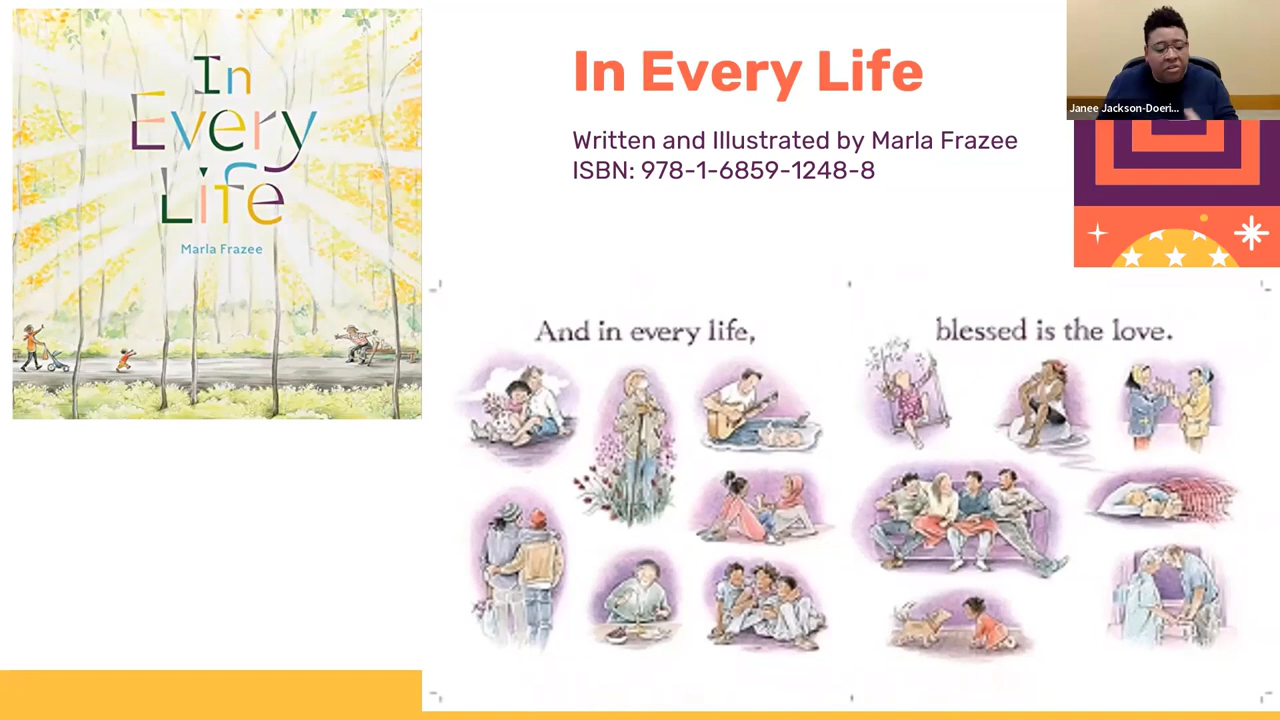 In
Every
Life
Marla Frazee
In Every Life
Written and Illustrated by Marla Frazee
ISBN: 978-1-6859-1248-8
Janee Jackson-Doeri...
And in every life,
blessed is the love.